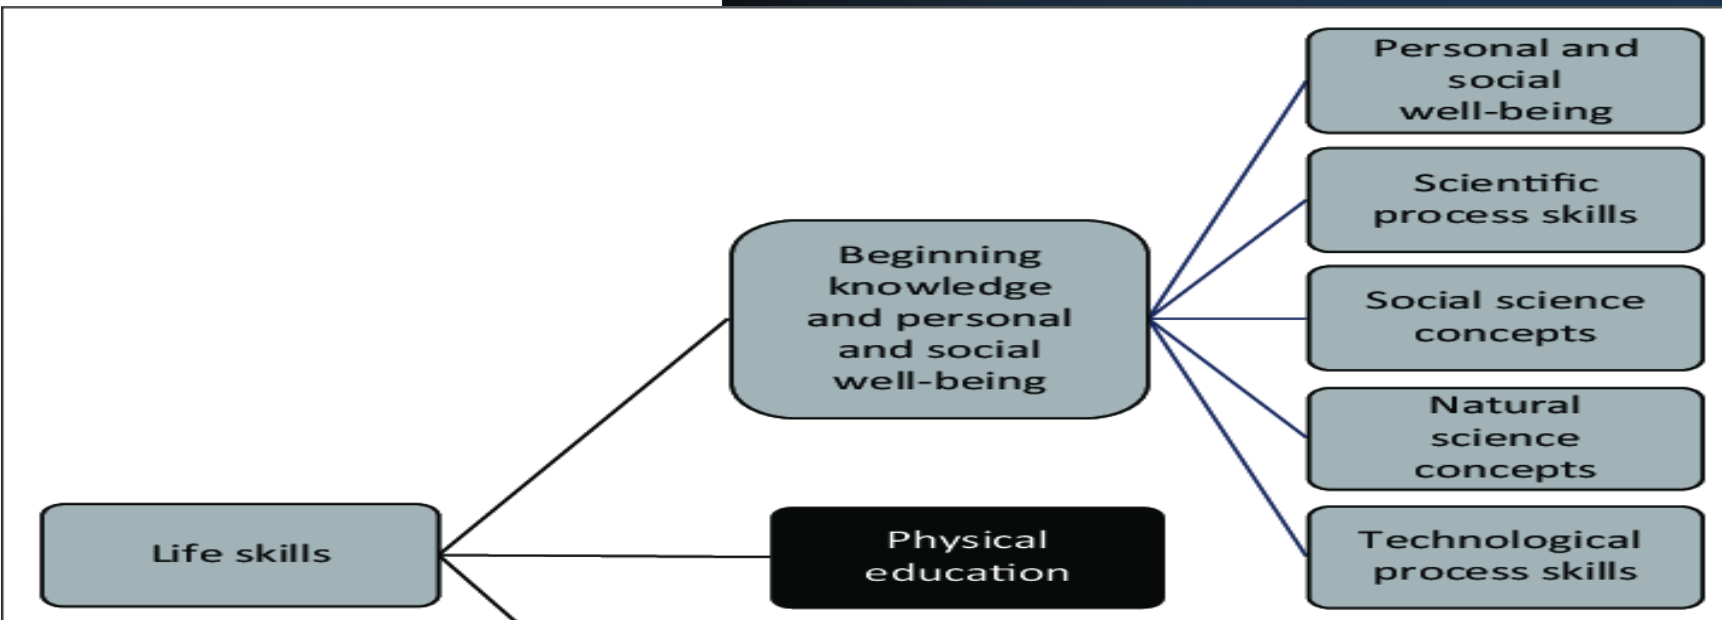 Life skills
Beginning
knowledge
and personal
and social
well-being
Physical
education
Personal and
social
well-being
Scientific
process skills
Social science
concepts
Natural
science
concepts
Technological
process skills